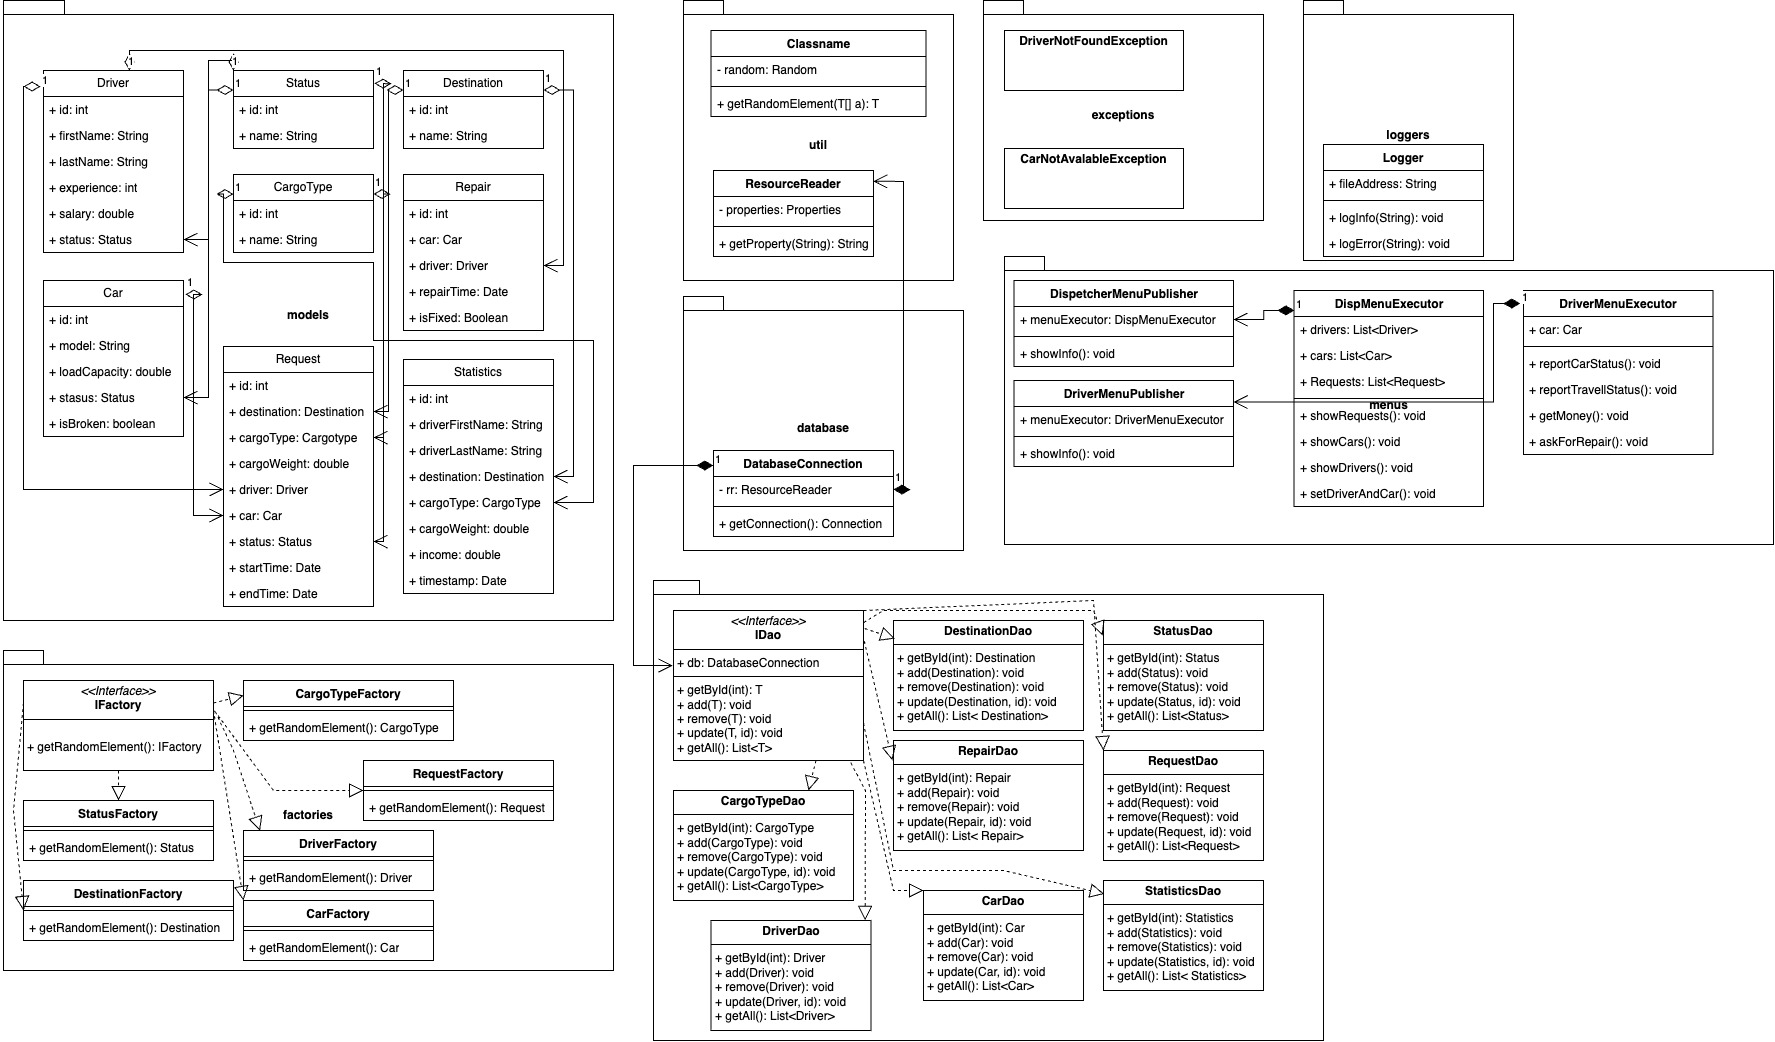 1
Driver
+ id: int
+ firstName: String
+ lastName: String
+ experience: int
+ salary: double
+ status: Status
1
1
Status
+ id: int
+ name: String
1
1
Destination
+ id: int
+ name: String
1
1
CargoType
+ id: int
+ name: String
1
Repair
+ id: int
+ car: Car
+ driver: Driver
+ repairTime: Date
+ isFixed: Boolean
1
Car
+ id: int
+ model: String
+ loadCapacity: double
+ stasus: Status
+ isBroken: boolean
1
models
Request
+ id: int
+ destination: Destination
+ cargoType: Cargotype
+ cargoWeight: double
+ driver: Driver
+ car: Car
+ status: Status
+ startTime: Date
+ endTime: Date
Statistics
+ id: int
+ driverFirstName: String
+ driverLastName: String
+ destination: Destination
+ cargoType: CargoType
+ cargoWeight: double
+ income: double
+ timestamp: Date
Classname
- random: Random
+ getRandomElement(T[] a): T
util
ResourceReader
- properties: Properties
+ getProperty(String): String
DriverNotFoundException
exceptions
CarNotAvalableException
loggers
Logger
+ fileAddress: String
+ logInfo(String): void
+ logError(String): void
DispetcherMenuPublisher
+ menuExecutor: DispMenuExecutor
+ showInfo(): void
DriverMenuPublisher
+ menuExecutor: DriverMenuExecutor
+ showInfo(): void
1
DispMenuExecutor
+ drivers: List<Driver>
+ cars: List<Car>
+ Requests: List<Request>
menus
+ showRequests(): void
+ showCars(): void
+ showDrivers(): void
+ setDriverAndCar(): void
1
DriverMenuExecutor
+ car: Car
+ reportCarStatus(): void
+ reportTravellStatus(): void
+ getMoney(): void
+ askForRepair(): void
database
1
DatabaseConnection
- rr: ResourceReader
+ getConnection(): Connection
1
<<Interface>>
IDao
+ db: DatabaseConnection
+ getById(int): T
+ add(T): void
+ remove(T): void
+ update(T, id): void
+ getAll(): List<T>
DestinationDao
+ getById(int): Destination
+ add(Destination): void
+ remove(Destination): void
+ update(Destination, id): void
+ getAll(): List< Destination>
StatusDao
+ getById(int): Status
+ add(Status): void
+ remove(Status): void
+ update(Status, id): void
+ getAll(): List<Status>
RepairDao
+ getById(int): Repair
+ add(Repair): void
+ remove(Repair): void
+ update(Repair, id): void
+ getAll(): List< Repair>
RequestDao
+ getById(int): Request
+ add(Request): void
+ remove(Request): void
+ update(Request, id): void
+ getAll(): List<Request>
CargoTypeDao
+ getById(int): CargoType
+ add(CargoType): void
+ remove(CargoType): void
+ update(CargoType, id): void
+ getAll(): List<CargoType>
DriverDao
+ getById(int): Driver
+ add(Driver): void
+ remove(Driver): void
+ update(Driver, id): void
+ getAll(): List<Driver>
CarDao
+ getById(int): Car
+ add(Car): void
+ remove(Car): void
+ update(Car, id): void
+ getAll(): List<Car>
StatisticsDao
+ getById(int): Statistics
+ add(Statistics): void
+ remove(Statistics): void
+ update(Statistics, id): void
+ getAll(): List< Statistics>
<<Interface>>
IFactory
+ getRandomElement(): IFactory
CargoTypeFactory
+ getRandomElement(): CargoType
RequestFactory
+ getRandomElement(): Request
StatusFactory
+ getRandomElement(): Status
factories
DriverFactory
+ getRandomElement(): Driver
DestinationFactory
+ getRandomElement(): Destination
CarFactory
+ getRandomElement(): Car